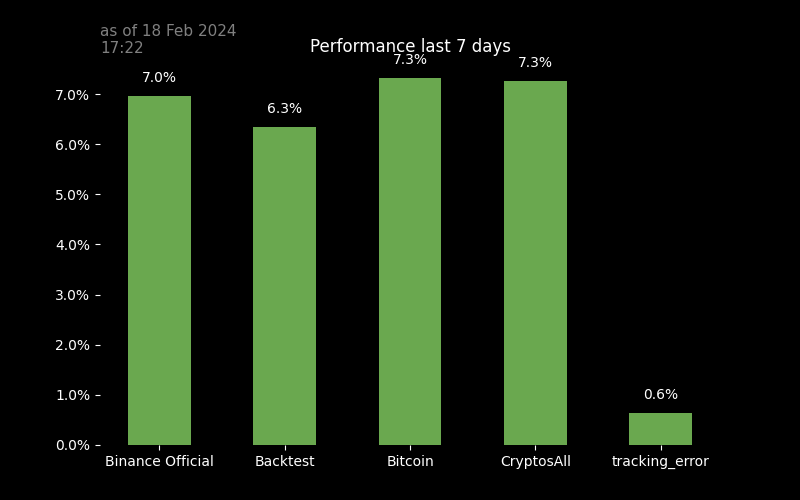 as of 18 Feb 2024
17:22
Performance last 7 days
7.0%
6.3%
7.3%
7.3%
0.6%
7.0%
6.0%
5.0%
4.0%
3.0%
2.0%
1.0%
0.0%
Binance Official
Backtest
Bitcoin
CryptosAll
tracking_error